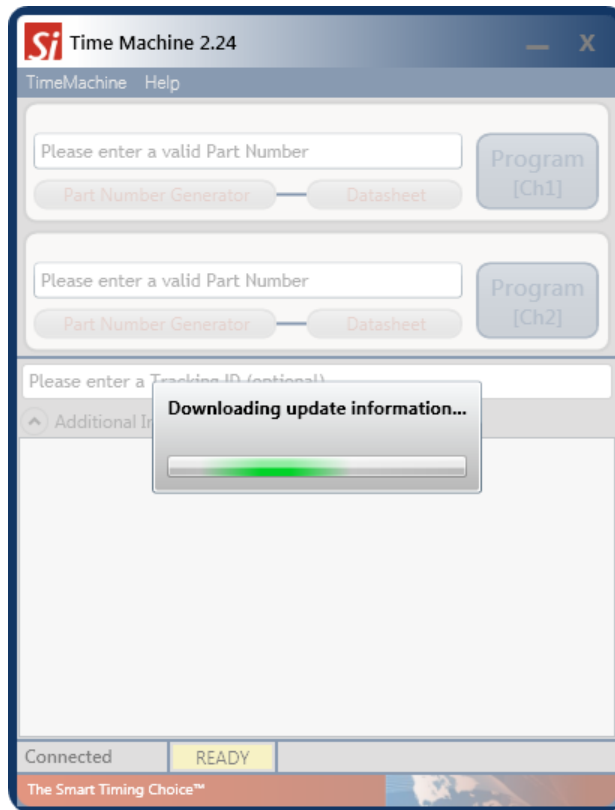 Si Time Machine 2.24
X
TimeMachine Help
Please enter a valid Part Number
Program
[Ch1]
Part Number Generator Datasheet
Please enter a valid Part Number
Program
[Ch2]
Part Number Generator Datasheet
Please enter a Tracking ID (optional)
Additional In
Downloading update information...
Connected READY
The Smart Timing Choice™